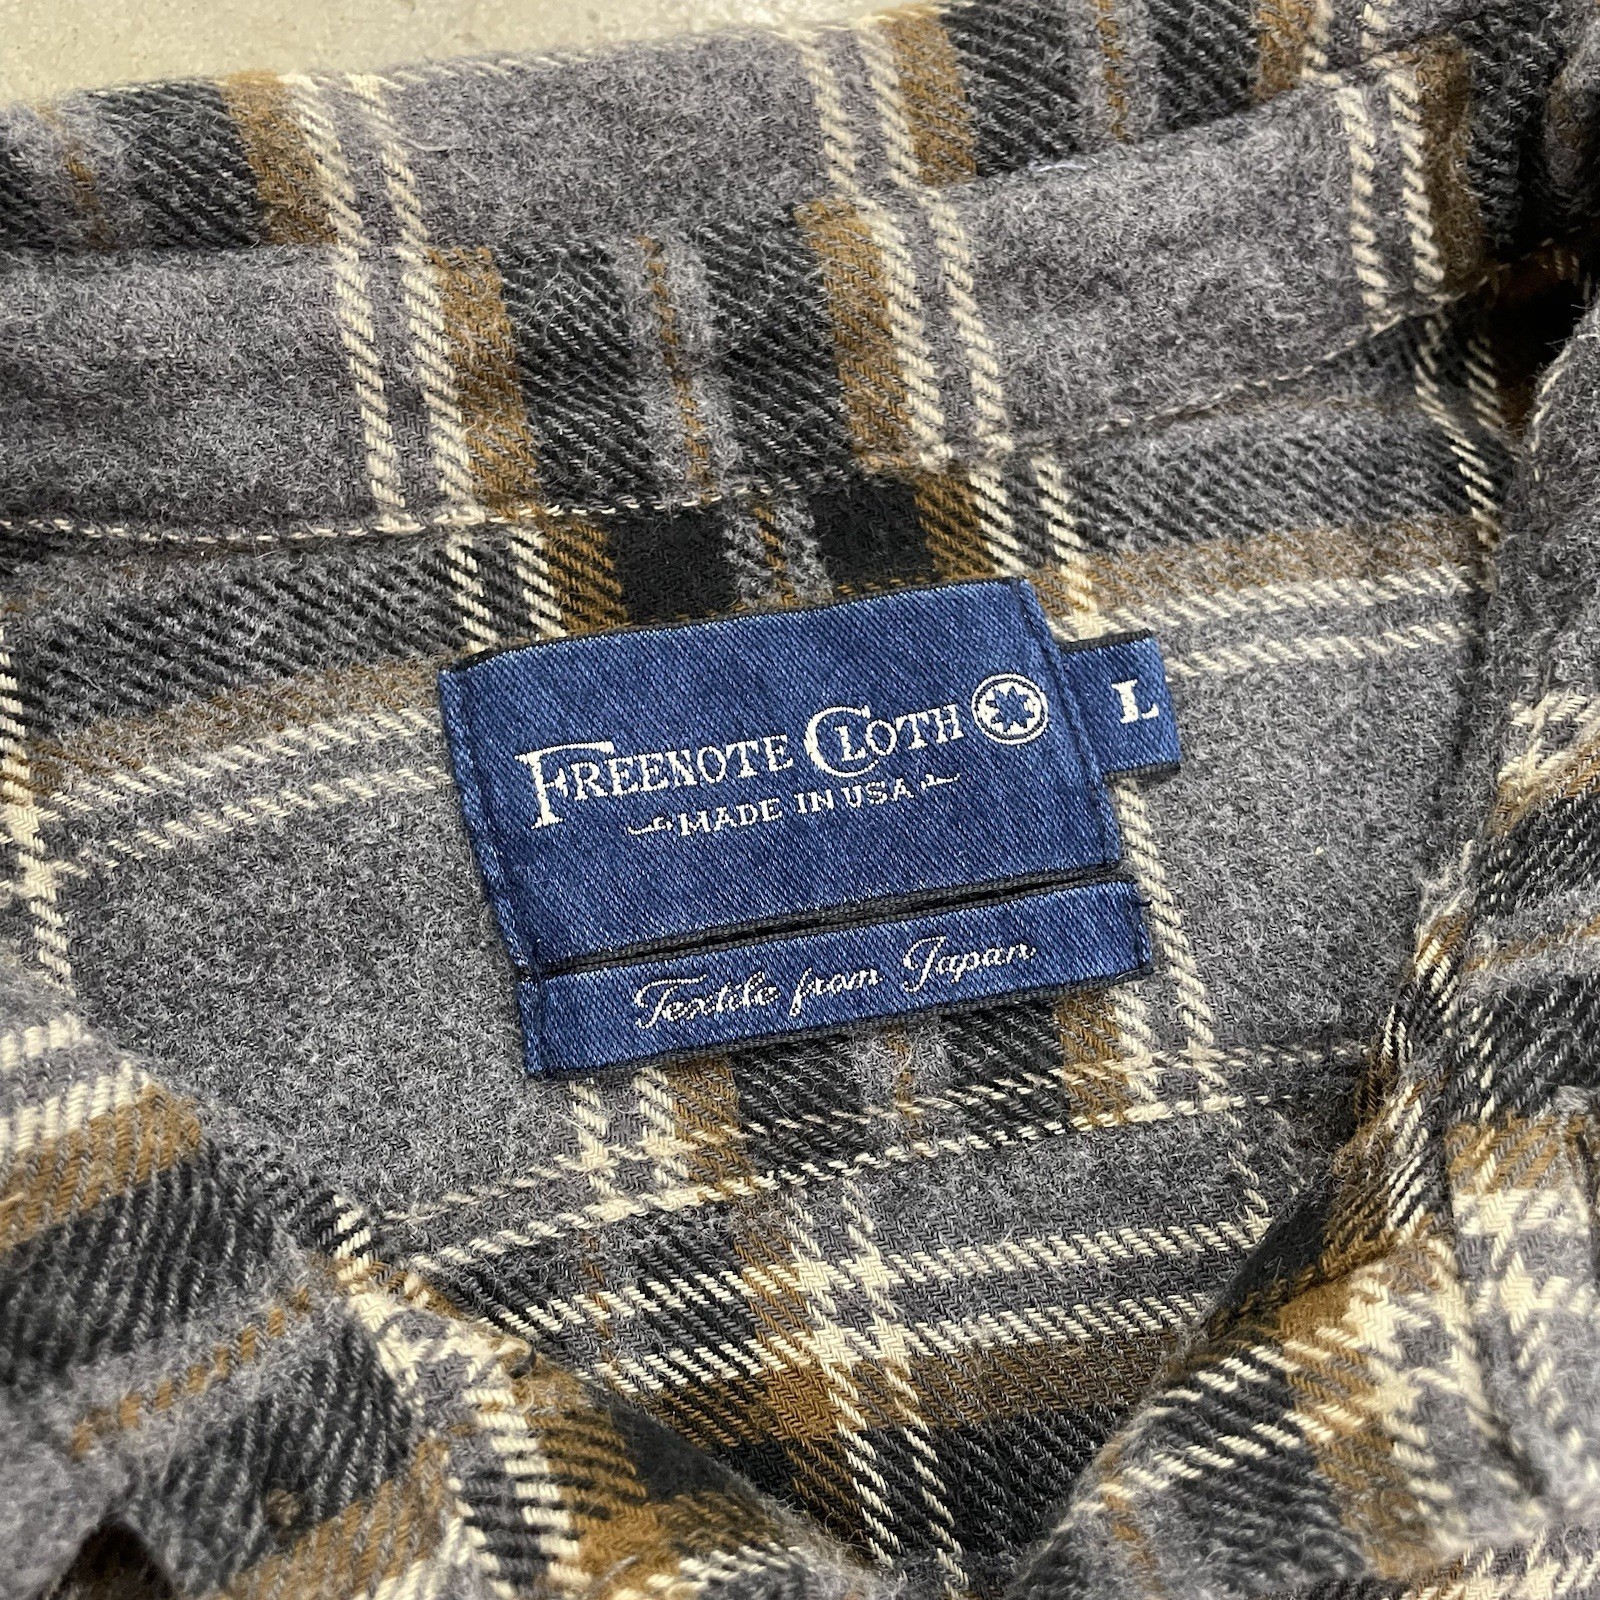 FREENOTE CLOTH
MADE IN USA
L
Textile from Japan